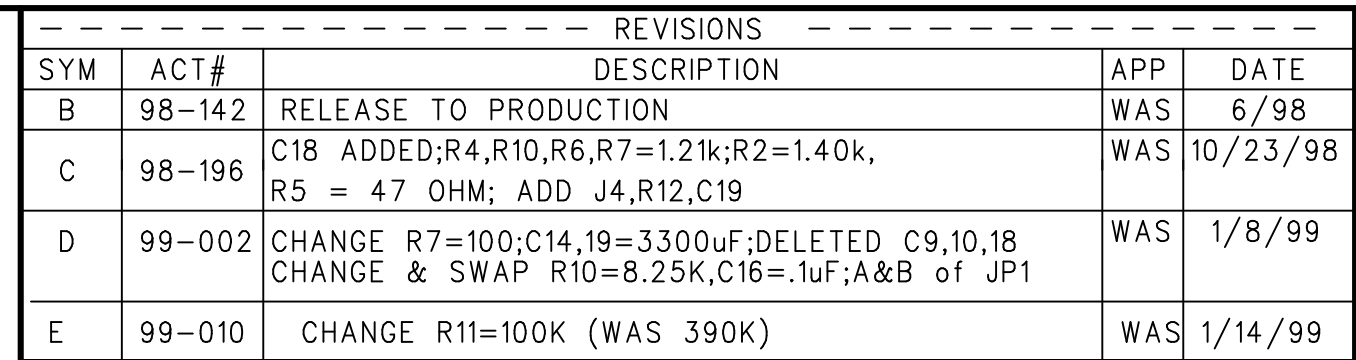 REVISIONS
SYM ACT# DESCRIPTION APP DATE
B 98-142 RELEASE TO PRODUCTION WAS 6/98
C 98-196 C18 ADDED;R4,R10,R6,R7=1.21k;R2=1.40k, WAS 10/23/98
R5 = 47 OHM; ADD J4,R12,C19
D 99-002 CHANGE R7=100;C14,19=3300uF;DELETED C9,10,18 WAS 1/8/99
CHANGE & SWAP R10=8.25K,C16=.1uF;A&B of JP1
E 99-010 CHANGE R11=100K (WAS 390K) WAS 1/14/99